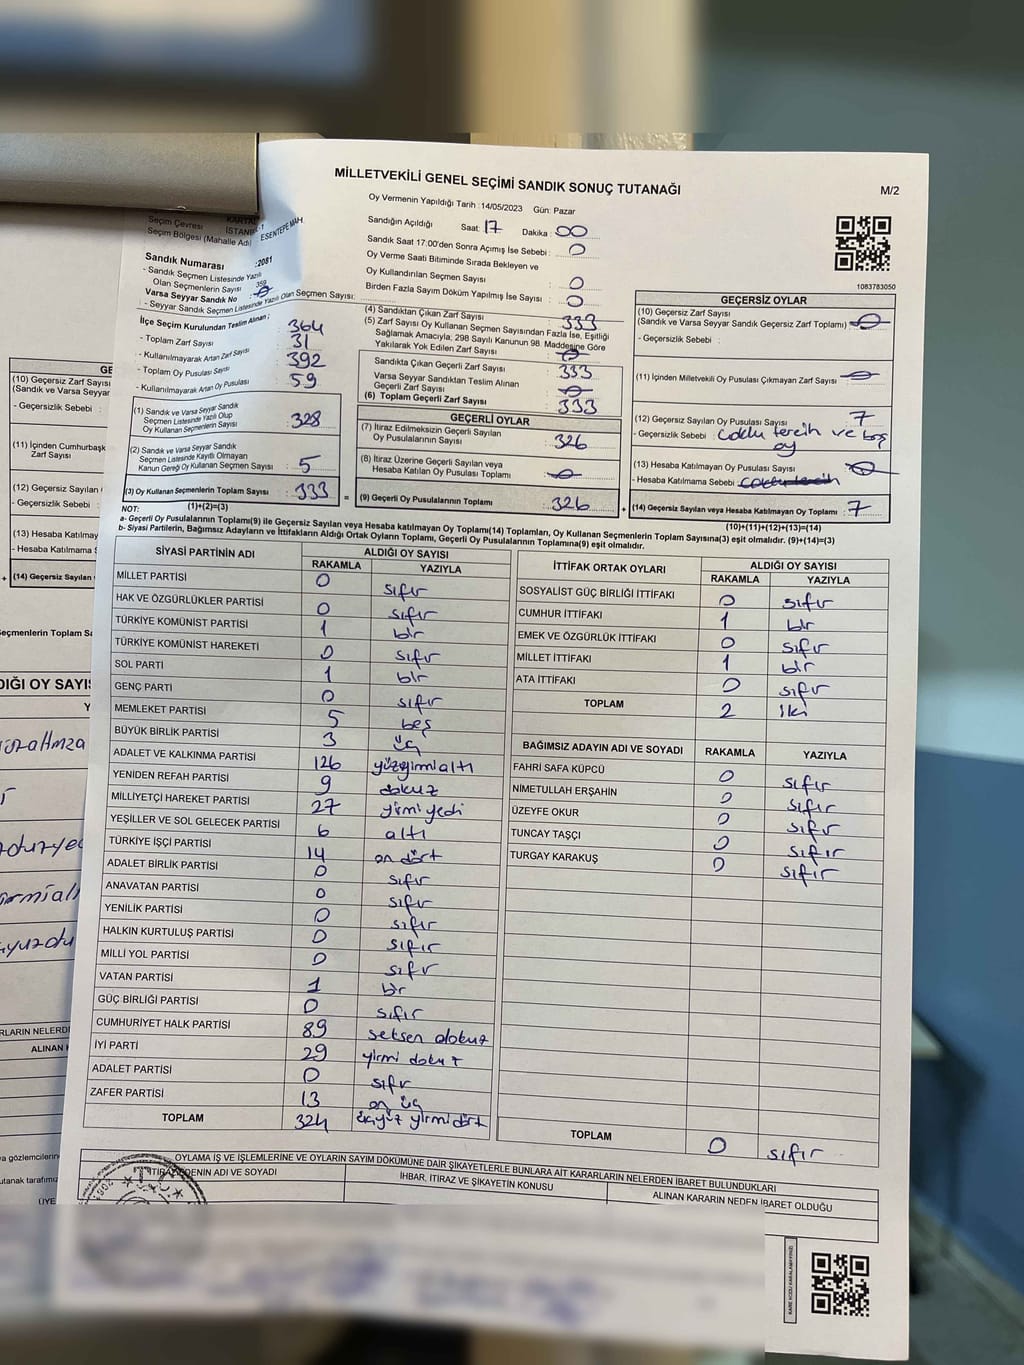 MİLLETVEKİLİ GENEL SEÇİMİ SANDIK SONUÇ TUTANAĞI
M/2
Oy Vermenin Yapıldığı Tarih :14/05/2023 Gün: Pazar
Seçim Çevresi
Seçim Bölgesi (Mahalle Adı) ESENTEPE MAH.
Sandık Numarası :2081
- Sandık Seçmen Listesinde Yazılı
Olan Seçmenlerin Sayısı 359
Varsa Seyyar Sandık No 0
- Seyyar Sandık Seçmen Listesinde Yazılı Olan Seçmen Sayısı:
İlçe Seçim Kurulundan Teslim Alınan ;
- Toplam Zarf Sayısı : 364
- Kullanılmayarak Artan Zarf Sayısı : 31
- Toplam Oy Pusulası Sayısı : 392
- Kullanılmayarak Artan Oy Pusulası : 59
(1) Sandık ve Varsa Seyyar Sandık
Seçmen Listesinde Yazılı Olup
Oy Kullanan Seçmenlerin Sayısı : 328
(2) Sandık ve Varsa Seyyar Sandık
Seçmen Listesinde Kayıtlı Olmayan
Kanun Gereği Oy Kullanan Seçmen Sayısı : 5
(3) Oy Kullanan Seçmenlerin Toplam Sayısı : 333
(1)+(2)=(3)
Sandığın Açıldığı Saat: 17 Dakika : 00
Sandık Saat 17:00'den Sonra Açımış İse Sebebi : 0
Oy Verme Saati Bitiminde Sırada Bekleyen ve
Oy Kullandırılan Seçmen Sayısı : 0
Birden Fazla Sayım Döküm Yapılmış İse Sayısı : 0
(4) Sandıktan Çıkan Zarf Sayısı : 333
(5) Zarf Sayısı Oy Kullanan Seçmen Sayısından Fazla İse, Eşitliği
Sağlamak Amacıyla; 298 Sayılı Kanunun 98. Maddesine Göre
Yakılarak Yok Edilen Zarf Sayısı : 0
Sandıkta Çıkan Geçerli Zarf Sayısı : 333
Varsa Seyyar Sandıktan Teslim Alınan
Geçerli Zarf Sayısı : 0
(6) Toplam Geçerli Zarf Sayısı : 333
GEÇERLİ OYLAR
(7) İtiraz Edilmeksizin Geçerli Sayılan
Oy Pusulalarının Sayısı : 326
(8) İtiraz Üzerine Geçerli Sayılan veya
Hesaba Katılan Oy Pusulası Toplamı : 0
= (9) Geçerli Oy Pusulalarının Toplamı : 326
1083783050
GEÇERSİZ OYLAR
(10) Geçersiz Zarf Sayısı
(Sandık ve Varsa Seyyar Sandık Geçersiz Zarf Toplamı) : 0
- Geçersizlik Sebebi :
(11) İçinden Milletvekili Oy Pusulası Çıkmayan Zarf Sayısı : 0
(12) Geçersiz Sayılan Oy Pusulası Sayısı : 7
- Geçersizlik Sebebi : çoklu tercih ve boş
oy
(13) Hesaba Katılmayan Oy Pusulası Sayısı : 0
- Hesaba Katılmama Sebebi :
+ (14) Geçersiz Sayılan veya Hesaba Katılmayan Oy Toplamı : 7
(10)+(11)+(12)+(13)=(14)
NOT:
a- Geçerli Oy Pusulalarının Toplamı(9) ile Geçersiz Sayılan veya Hesaba katılmayan Oy Toplamı(14) Toplamları, Oy Kullanan Seçmenlerin Toplam Sayısına(3) eşit olmalıdır. (9)+(14)=(3)
b- Siyasi Partilerin, Bağımsız Adayların ve İttifakların Aldığı Ortak Oyların Toplamı, Geçerli Oy Pusulalarının Toplamına(9) eşit olmalıdır.
SİYASİ PARTİNİN ADI ALDIĞI OY SAYISI
RAKAMLA YAZIYLA
MİLLET PARTİSİ 0 sıfır
HAK VE ÖZGÜRLÜKLER PARTİSİ 0 sıfır
TÜRKİYE KOMÜNİST PARTİSİ 1 bir
TÜRKİYE KOMÜNİST HAREKETİ 0 sıfır
SOL PARTİ 1 bir
GENÇ PARTİ 0 sıfır
MEMLEKET PARTİSİ 5 beş
BÜYÜK BİRLİK PARTİSİ 3 üç
ADALET VE KALKINMA PARTİSİ 126 yüzyirmialtı
YENİDEN REFAH PARTİSİ 9 dokuz
MİLLİYETÇİ HAREKET PARTİSİ 27 yirmiyedi
YEŞİLLER VE SOL GELECEK PARTİSİ 6 altı
TÜRKİYE İŞÇİ PARTİSİ 14 on dört
ADALET BİRLİK PARTİSİ 0 sıfır
ANAVATAN PARTİSİ 0 sıfır
YENİLİK PARTİSİ 0 sıfır
HALKIN KURTULUŞ PARTİSİ 0 sıfır
MİLLİ YOL PARTİSİ 0 sıfır
VATAN PARTİSİ 1 bir
GÜÇ BİRLİĞİ PARTİSİ 0 sıfır
CUMHURİYET HALK PARTİSİ 89 seksen dokuz
İYİ PARTİ 29 yirmi dokuz
ADALET PARTİSİ 0 sıfır
ZAFER PARTİSİ 13 on üç
TOPLAM 324 üçyüz yirmidört
İTTİFAK ORTAK OYLARI ALDIĞI OY SAYISI
RAKAMLA YAZIYLA
SOSYALİST GÜÇ BİRLİĞİ İTTİFAKI 0 sıfır
CUMHUR İTTİFAKI 1 bir
EMEK VE ÖZGÜRLÜK İTTİFAKI 0 sıfır
MİLLET İTTİFAKI 1 bir
ATA İTTİFAKI 0 sıfır
TOPLAM 2 iki
BAĞIMSIZ ADAYIN ADI VE SOYADI RAKAMLA YAZIYLA
FAHRİ SAFA KÜPCÜ 0 sıfır
NİMETULLAH ERŞAHİN 0 sıfır
ÜZEYFE OKUR 0 sıfır
TUNCAY TAŞÇI 0 sıfır
TURGAY KARAKUŞ 0 sıfır
TOPLAM 0 sıfır
OYLAMA İŞ VE İŞLEMLERİNE VE OYLARIN SAYIM DÖKÜMÜNE DAİR ŞİKAYETLERLE BUNLARA AİT KARARLARIN NELERDEN İBARET BULUNDUKLARI
İTİRAZ EDENİN ADI VE SOYADI
İHBAR, İTİRAZ VE ŞİKAYETİN KONUSU
ALINAN KARARIN NEDEN İBARET OLDUĞU
T.C.
(10) Geçersiz Zarf Sayısı
(Sandık ve Varsa Seyyar
- Geçersizlik Sebebi :
(11) İçinden Cumhurbaşk
Zarf Sayısı
(12) Geçersiz Sayılan
- Geçersizlik Sebebi
(13) Hesaba Katılmayan
- Hesaba Katılmama S
+ (14) Geçersiz Sayılan